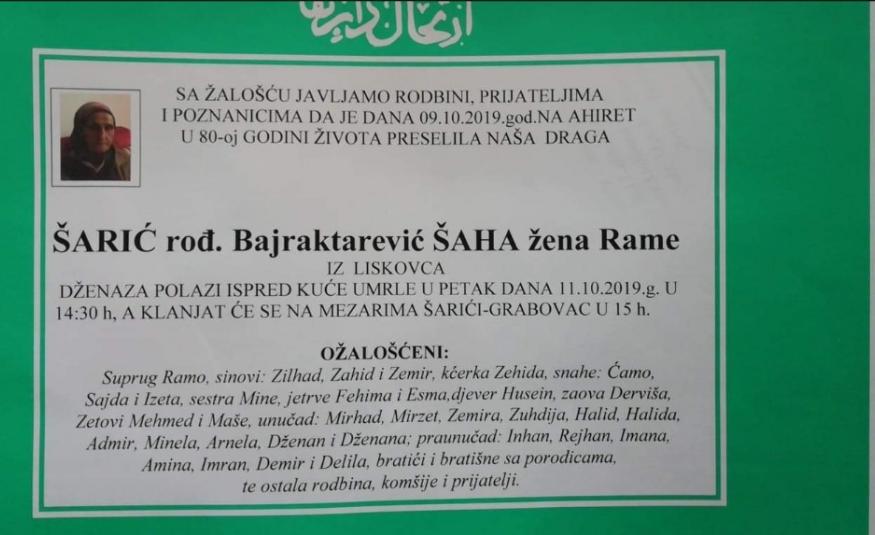 ارتحال داربقا
SA ŽALOŠĆU JAVLJAMO RODBINI, PRIJATELJIMA
I POZNANICIMA DA JE DANA 09.10.2019.god.NA AHIRET
U 80-oj GODINI ŽIVOTA PRESELILA NAŠA DRAGA
ŠARIĆ rođ. Bajraktarević ŠAHA žena Rame
IZ LISKOVCA
DŽENAZA POLAZI ISPRED KUĆE UMRLE U PETAK DANA 11.10.2019.g. U
14:30 h, A KLANJAT ĆE SE NA MEZARIMA ŠARIĆI-GRABOVAC U 15 h.
OŽALOŠĆENI:
Suprug Ramo, sinovi: Zilhad, Zahid i Zemir, kćerka Zehida, snahe: Ćamo,
Sajda i Izeta, sestra Mine, jetrve Fehima i Esma,djever Husein, zaova Derviša,
Zetovi Mehmed i Maše, unučad: Mirhad, Mirzet, Zemira, Zuhdija, Halid, Halida,
Admir, Minela, Arnela, Dženan i Dženana; praunučad: Inhan, Rejhan, Imana,
Amina, Imran, Demir i Delila, bratići i bratišne sa porodicama,
te ostala rodbina, komšije i prijatelji.